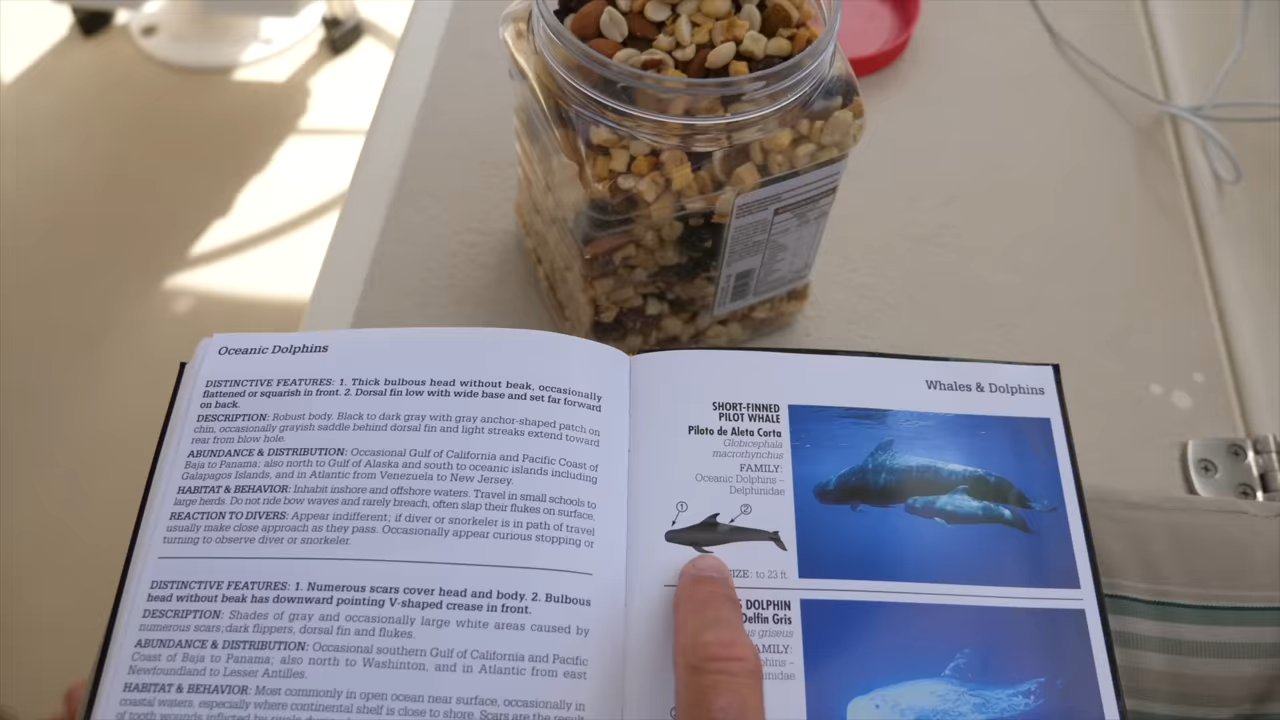 Oceanic Dolphins
DISTINCTIVE FEATURES: 1. Thick bulbous head without beak, occasionally
flattened or squarish in front. 2. Dorsal fin low with wide base and set far forward
on back.
DESCRIPTION: Robust body. Black to dark gray with gray anchor-shaped patch on
chin, occasionally grayish saddle behind dorsal fin and light streaks extend toward
rear from blow hole.
ABUNDANCE & DISTRIBUTION: Occasional Gulf of California and Pacific Coast of
Baja to Panama; also north to Gulf of Alaska and south to oceanic islands including
Galapagos Islands, and in Atlantic from Venezuela to New Jersey.
HABITAT & BEHAVIOR: Inhabit inshore and offshore waters. Travel in small schools to
large herds. Do not ride bow waves and rarely breach, often slap their flukes on surface.
REACTION TO DIVERS: Appear indifferent; if diver or snorkeler is in path of travel
usually make close approach as they pass. Occasionally appear curious stopping or
turning to observe diver or snorkeler.
DISTINCTIVE FEATURES: 1. Numerous scars cover head and body. 2. Bulbous
head without beak has downward pointing V-shaped crease in front.
DESCRIPTION: Shades of gray and occasionally large white areas caused by
numerous scars; dark flippers, dorsal fin and flukes.
ABUNDANCE & DISTRIBUTION: Occasional southern Gulf of California and Pacific
Coast of Baja to Panama; also north to Washinton, and in Atlantic from east
Newfoundland to Lesser Antilles.
HABITAT & BEHAVIOR: Most commonly in open ocean near surface, occasionally in
coastal waters, especially where continental shelf is close to shore. Scars are the result
of tooth wounds inflicted by rivals
Whales & Dolphins
SHORT-FINNED
PILOT WHALE
Piloto de Aleta Corta
Globicephala
macrorhynchus
FAMILY:
Oceanic Dolphins –
Delphinidae
1 2
SIZE: to 23 ft.
S DOLPHIN
Delfin Gris
us griseus
FAMILY:
phins –
nidae